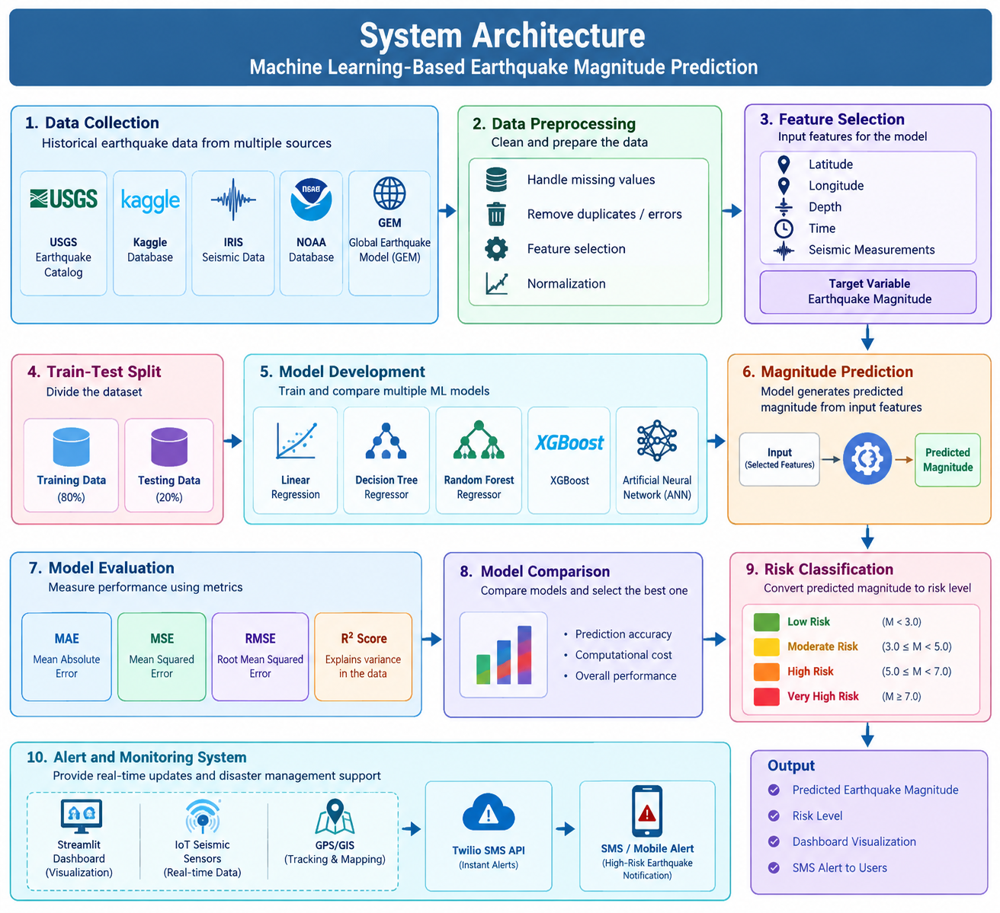 System Architecture
Machine Learning-Based Earthquake Magnitude Prediction
1. Data Collection
Historical earthquake data from multiple sources
USGS
USGS
Earthquake
Catalog
kaggle
Kaggle
Database
IRIS
Seismic Data
NOAA
Database
GEM
Global Earthquake
Model (GEM)
2. Data Preprocessing
Clean and prepare the data
Handle missing values
Remove duplicates / errors
Feature selection
Normalization
3. Feature Selection
Input features for the model
Latitude
Longitude
Depth
Time
Seismic Measurements
Target Variable
Earthquake Magnitude
4. Train-Test Split
Divide the dataset
Training Data
(80%)
Testing Data
(20%)
5. Model Development
Train and compare multiple ML models
Linear
Regression
Decision Tree
Regressor
Random Forest
Regressor
XGBoost
XGBoost
Artificial Neural
Network (ANN)
6. Magnitude Prediction
Model generates predicted
magnitude from input features
Input
(Selected Features)
Predicted
Magnitude
7. Model Evaluation
Measure performance using metrics
MAE
Mean Absolute
Error
MSE
Mean Squared
Error
RMSE
Root Mean Squared
Error
R² Score
Explains variance
in the data
8. Model Comparison
Compare models and select the best one
• Prediction accuracy
• Computational cost
• Overall performance
9. Risk Classification
Convert predicted magnitude to risk level
Low Risk (M < 3.0)
Moderate Risk (3.0 ≤ M < 5.0)
High Risk (5.0 ≤ M < 7.0)
Very High Risk (M ≥ 7.0)
10. Alert and Monitoring System
Provide real-time updates and disaster management support
Streamlit
Dashboard
(Visualization)
IoT Seismic
Sensors
(Real-time Data)
GPS/GIS
(Tracking & Mapping)
Twilio SMS API
(Instant Alerts)
SMS / Mobile Alert
(High-Risk Earthquake
Notification)
Output
Predicted Earthquake Magnitude
Risk Level
Dashboard Visualization
SMS Alert to Users